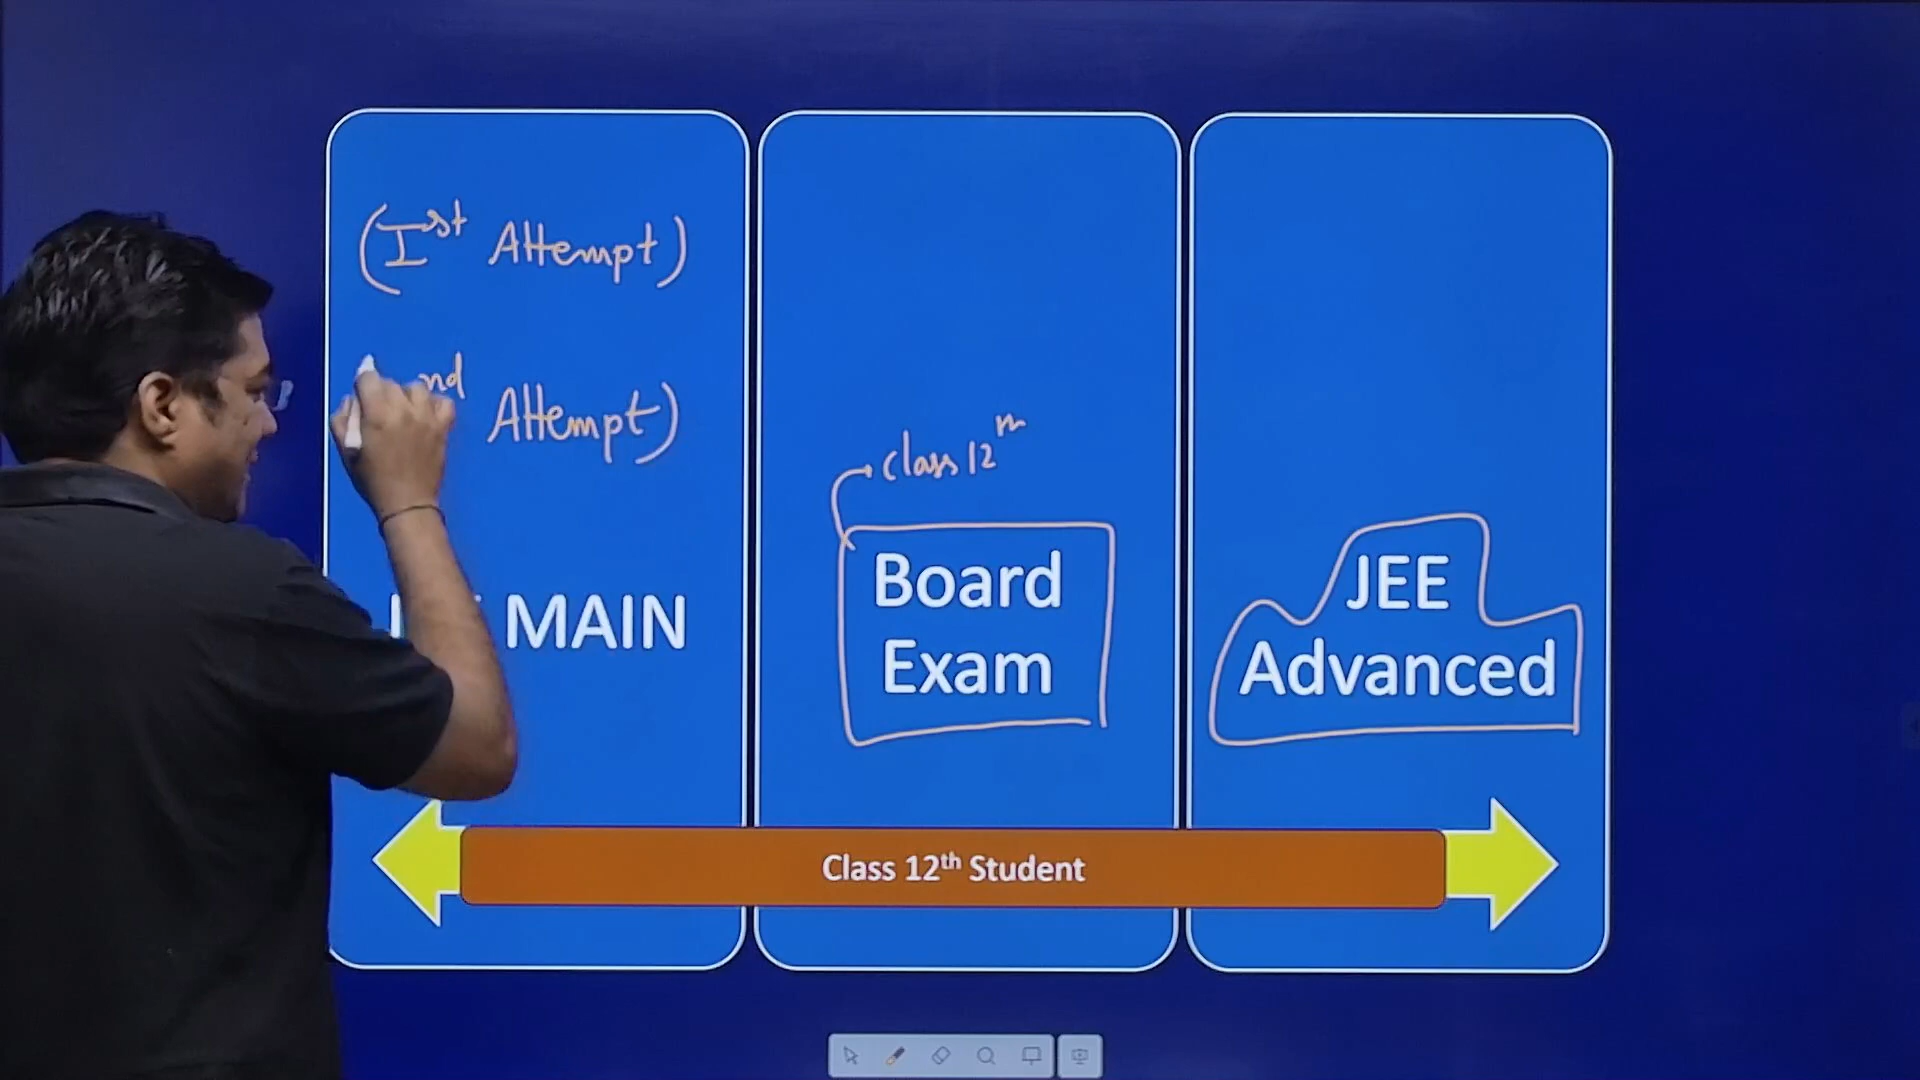 (Ist Attempt)
nd Attempt)
MAIN
class 12th
Board
Exam
JEE
Advanced
Class 12th Student